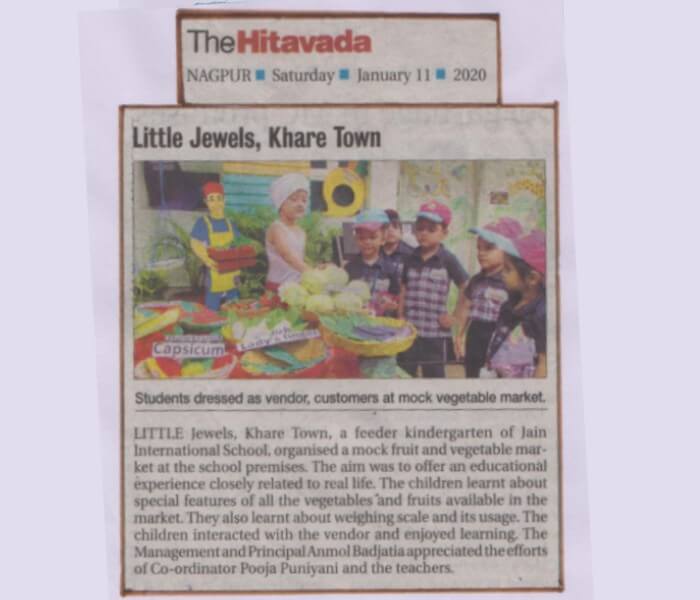 TheHitavada
NAGPUR ■ Saturday ■ January 11 ■ 2020
Little Jewels, Khare Town
Capsicum
Lady's
Students dressed as vendor, customers at mock vegetable market.
LITTLE Jewels, Khare Town, a feeder kindergarten of Jain
International School, organised a mock fruit and vegetable mar-
ket at the school premises. The aim was to offer an educational
experience closely related to real life. The children learnt about
special features of all the vegetables and fruits available in the
market. They also learnt about weighing scale and its usage. The
children interacted with the vendor and enjoyed learning. The
Management and Principal Anmol Badjatia appreciated the efforts
of Co-ordinator Pooja Puniyani and the teachers.